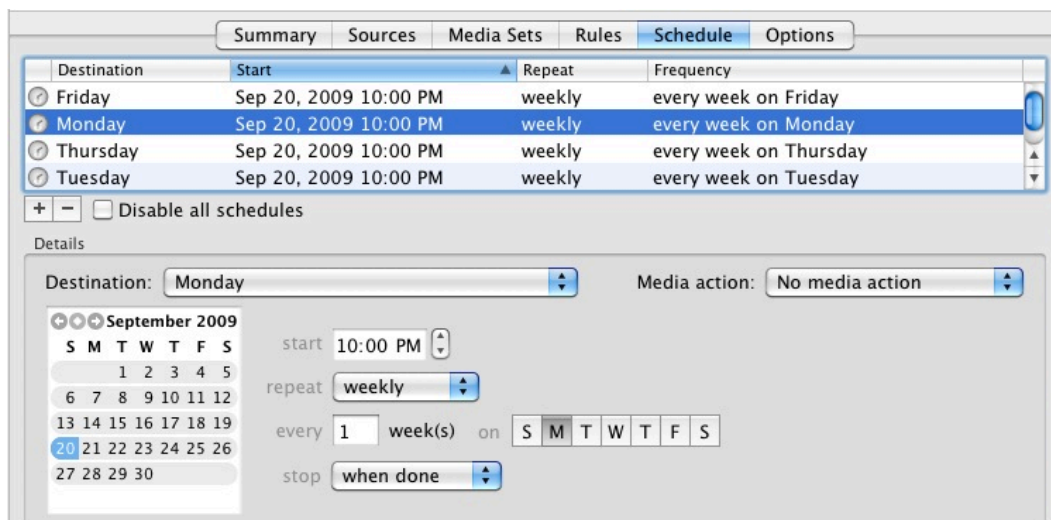 Summary Sources Media Sets Rules Schedule Options
Destination Start Repeat Frequency
Friday Sep 20, 2009 10:00 PM weekly every week on Friday
Monday Sep 20, 2009 10:00 PM weekly every week on Monday
Thursday Sep 20, 2009 10:00 PM weekly every week on Thursday
Tuesday Sep 20, 2009 10:00 PM weekly every week on Tuesday
+ − Disable all schedules
Details
Destination: Monday Media action: No media action
September 2009
S M T W T F S
1 2 3 4 5
6 7 8 9 10 11 12
13 14 15 16 17 18 19
20 21 22 23 24 25 26
27 28 29 30
start 10:00 PM
repeat weekly
every 1 week(s) on S M T W T F S
stop when done